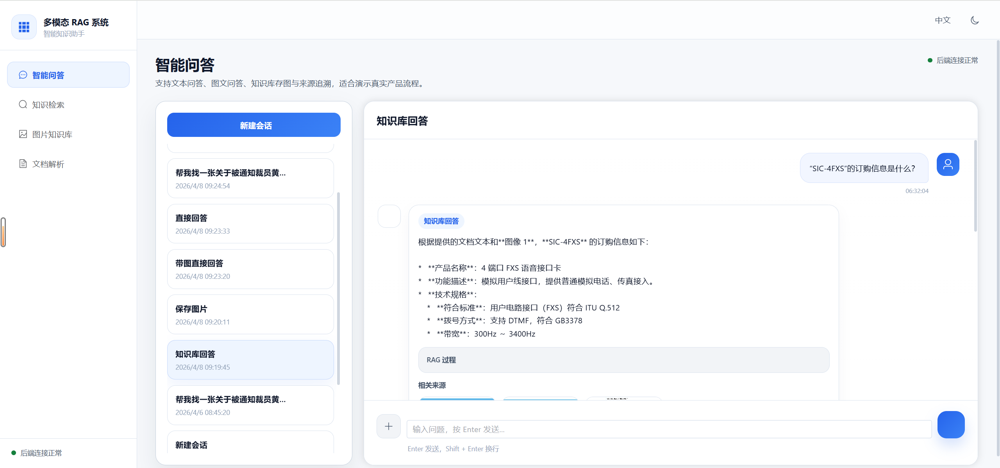 多模态 RAG 系统
智能知识助手
中文
智能问答
知识检索
图片知识库
文档解析
后端连接正常
智能问答
支持文本问答、图文问答、知识库存图与来源追溯，适合演示真实产品流程。
后端连接正常
新建会话
帮我找一张关于被通知裁员黄...
2026/4/8 09:24:54
直接回答
2026/4/8 09:23:33
带图直接回答
2026/4/8 09:23:20
保存图片
2026/4/8 09:20:11
知识库回答
2026/4/8 09:19:45
帮我找一张关于被通知裁员黄...
2026/4/6 08:45:20
新建会话
知识库回答
“SIC-4FXS”的订购信息是什么？
06:32:04
知识库回答
根据提供的文档文本和**图像 1**，**SIC-4FXS** 的订购信息如下：
* **产品名称**：4 端口 FXS 语音接口卡
* **功能描述**：模拟用户线接口，提供普通模拟电话、传真接入。
* **技术规格**：
* **符合标准**：用户电路接口（FXS）符合 ITU Q.512
* **拨号方式**：支持 DTMF，符合 GB3378
* **带宽**：300Hz ~ 3400Hz
RAG 过程
相关来源
输入问题，按 Enter 发送...
Enter 发送，Shift + Enter 换行